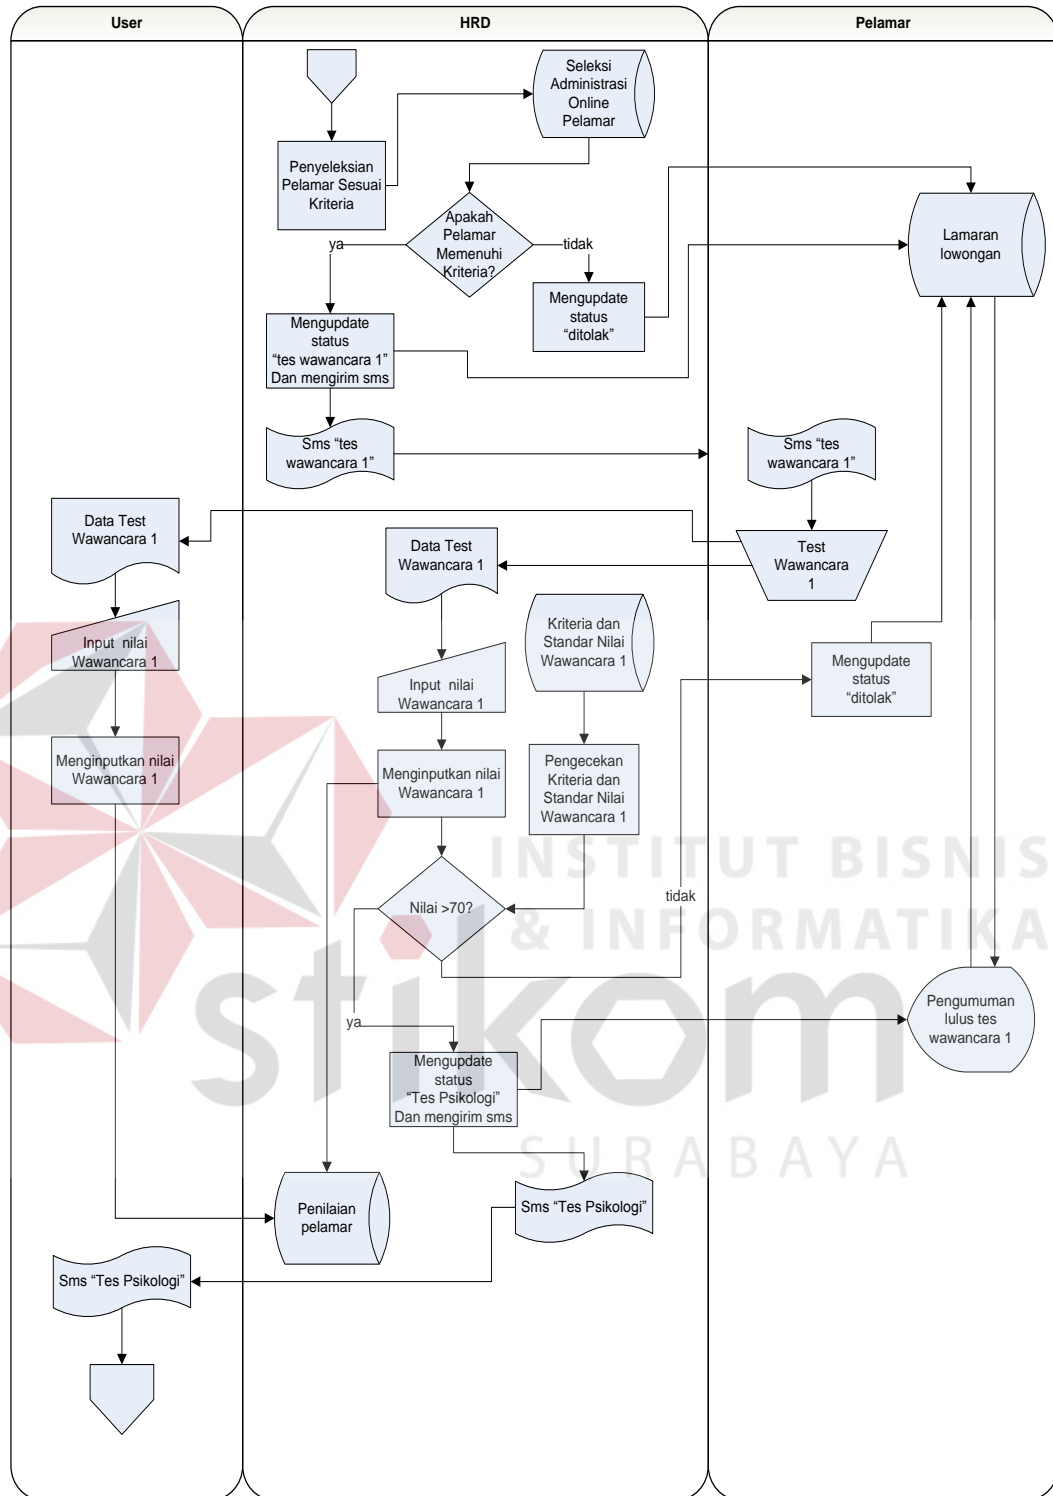 User
HRD
Pelamar
Seleksi
Administrasi
Online
Pelamar
Penyeleksian
Pelamar Sesuai
Kriteria
Apakah
Pelamar
Memenuhi
Kriteria?
ya
tidak
Lamaran
lowongan
Mengupdate
status
“ditolak”
Mengupdate
status
“tes wawancara 1”
Dan mengirim sms
Sms “tes
wawancara 1”
Sms “tes
wawancara 1”
Data Test
Wawancara 1
Data Test
Wawancara 1
Test
Wawancara
1
Input nilai
Wawancara 1
Input nilai
Wawancara 1
Kriteria dan
Standar Nilai
Wawancara 1
Mengupdate
status
“ditolak”
Menginputkan nilai
Wawancara 1
Menginputkan nilai
Wawancara 1
Pengecekan
Kriteria dan
Standar Nilai
Wawancara 1
INSTITUT BISNIS
& INFORMATIKA
stikom
SURABAYA
Nilai >70?
tidak
ya
Pengumuman
lulus tes
wawancara 1
Mengupdate
status
“Tes Psikologi”
Dan mengirim sms
Penilaian
pelamar
Sms “Tes Psikologi”
Sms “Tes Psikologi”